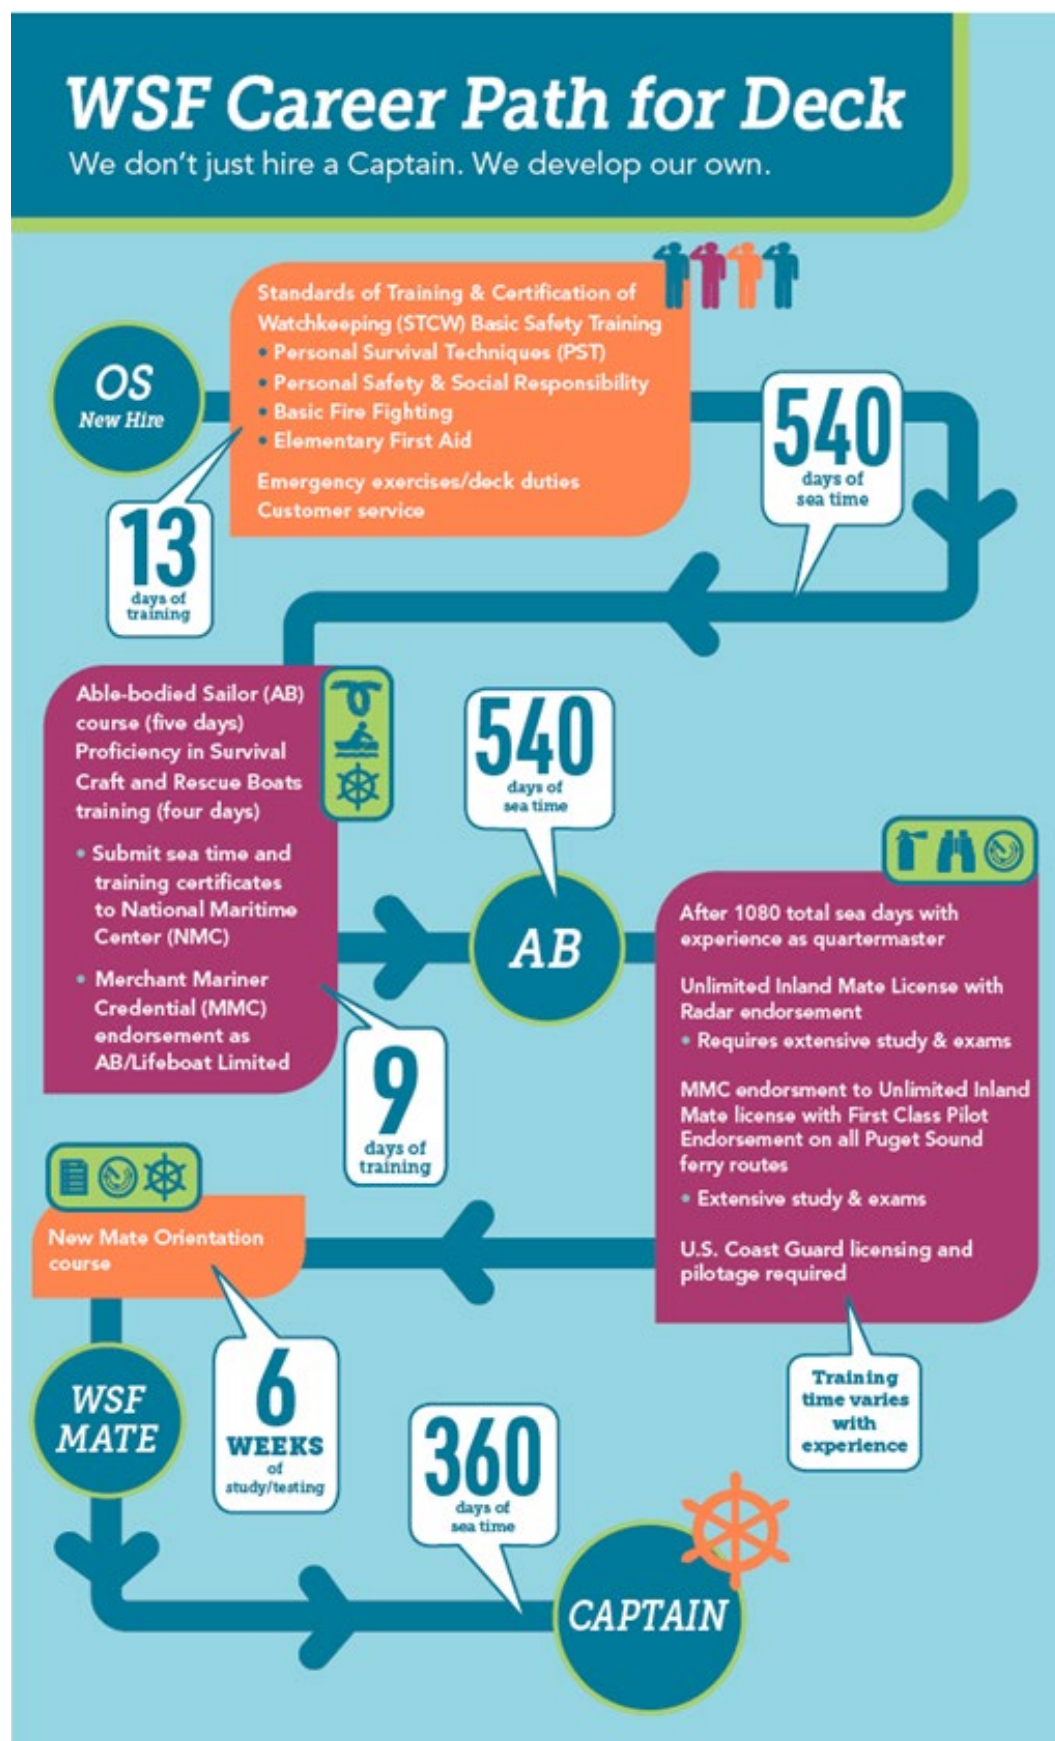 WSF Career Path for Deck
We don't just hire a Captain. We develop our own.
OS
New Hire
Standards of Training & Certification of
Watchkeeping (STCW) Basic Safety Training
• Personal Survival Techniques (PST)
• Personal Safety & Social Responsibility
• Basic Fire Fighting
• Elementary First Aid
Emergency exercises/deck duties
Customer service
13
days of
training
540
days of
sea time
Able-bodied Sailor (AB)
course (five days)
Proficiency in Survival
Craft and Rescue Boats
training (four days)
• Submit sea time and
training certificates
to National Maritime
Center (NMC)
• Merchant Mariner
Credential (MMC)
endorsement as
AB/Lifeboat Limited
9
days of
training
540
days of
sea time
AB
After 1080 total sea days with
experience as quartermaster
Unlimited Inland Mate License with
Radar endorsement
• Requires extensive study & exams
MMC endorsment to Unlimited Inland
Mate license with First Class Pilot
Endorsement on all Puget Sound
ferry routes
• Extensive study & exams
U.S. Coast Guard licensing and
pilotage required
Training
time varies
with
experience
New Mate Orientation
course
6
WEEKS
of
study/testing
WSF
MATE
360
days of
sea time
CAPTAIN